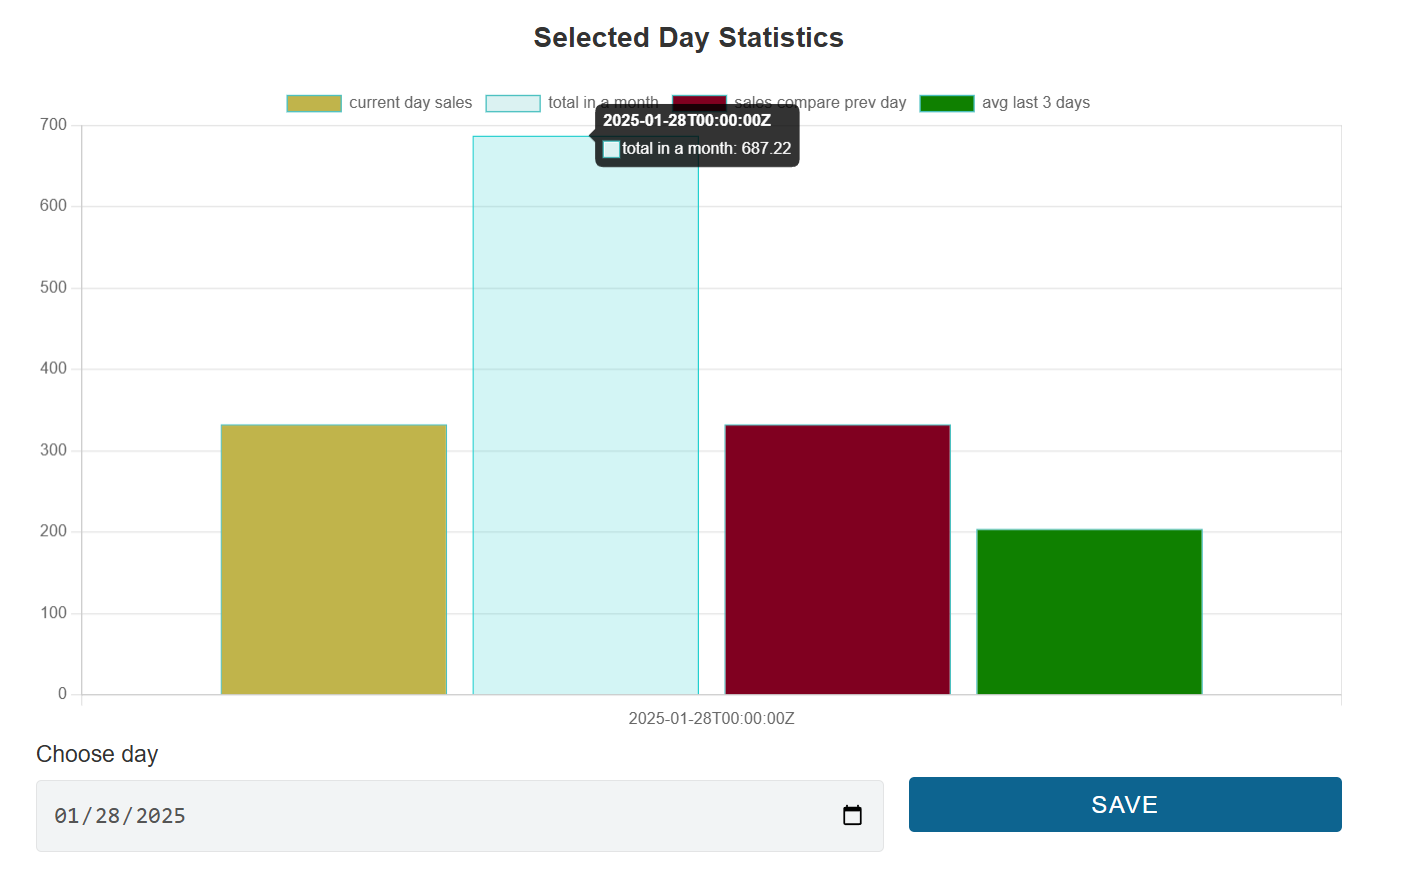 Selected Day Statistics
current day sales total in a month sales compare prev day avg last 3 days
2025-01-28T00:00:00Z
total in a month: 687.22
700
600
500
400
300
200
100
0
2025-01-28T00:00:00Z
Choose day
01/28/2025
SAVE